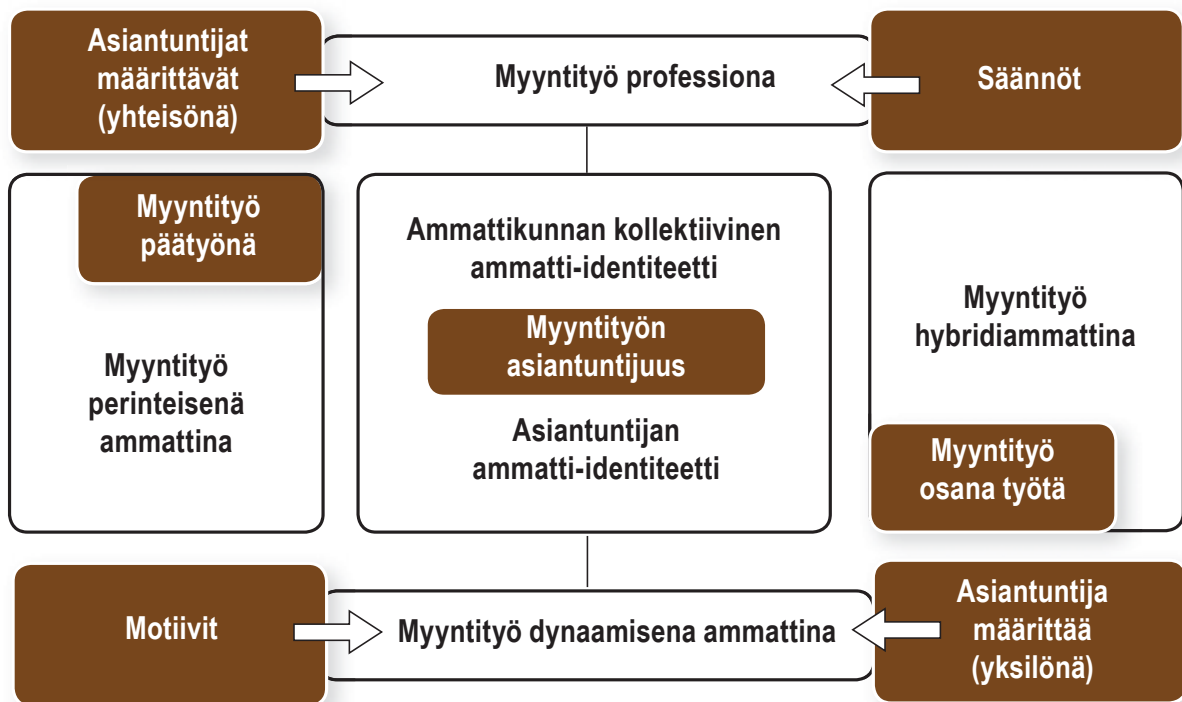 Asiantuntijat
määrittävät
(yhteisönä)
Myyntityö professiona
Säännöt
Myyntityö
päätyönä
Myyntityö
perinteisenä
ammattina
Ammattikunnan kollektiivinen
ammatti-identiteetti
Myyntityön
asiantuntijuus
Asiantuntijan
ammatti-identiteetti
Myyntityö
hybridiammattina
Myyntityö
osana työtä
Motiivit
Myyntityö dynaamisena ammattina
Asiantuntija
määrittää
(yksilönä)